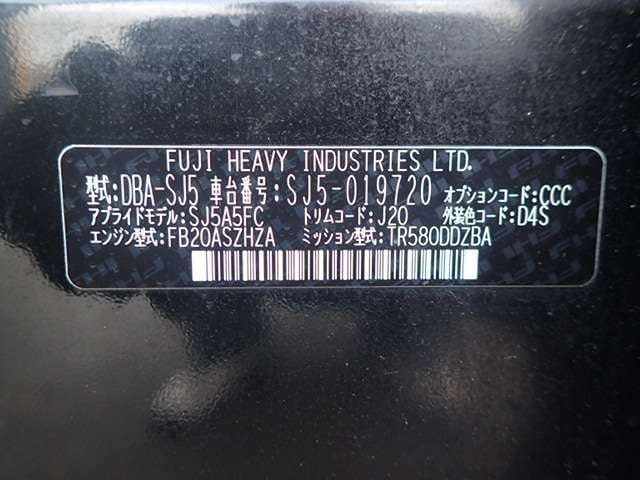 FUJI HEAVY INDUSTRIES LTD.
型式:DBA-SJ5 車台番号:SJ5-019720 オプションコード:CCC
アプライドモデル:SJ5A5FC トリムコード:J20 外装色コード:D4S
エンジン型式:FB20ASZHZA ミッション型式:TR580DDZBA